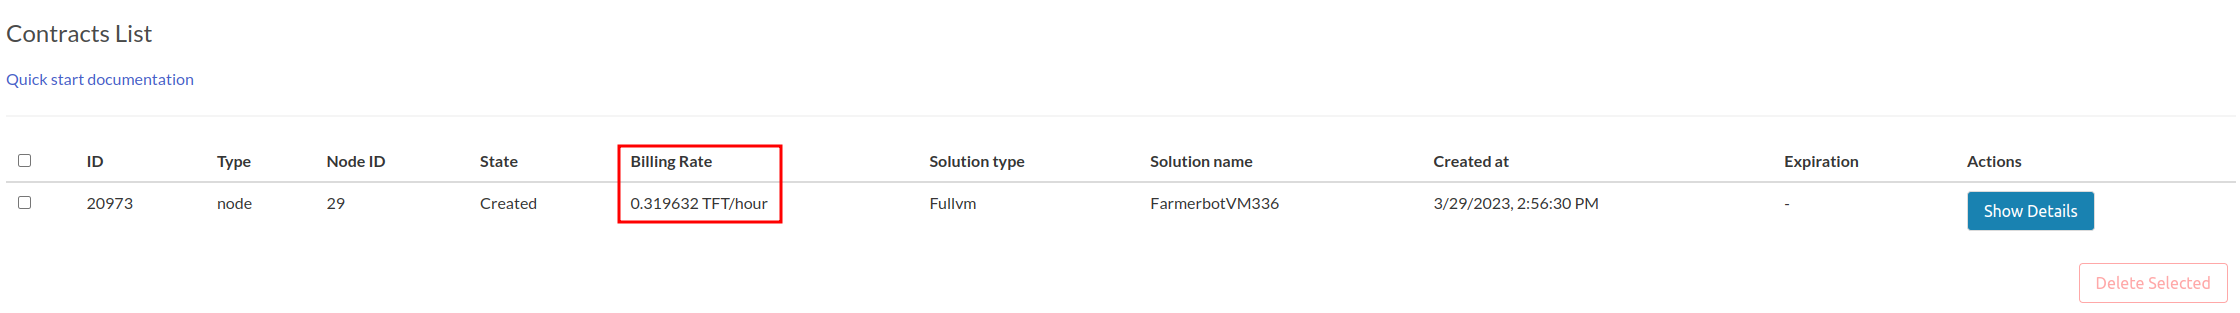 Contracts List
Quick start documentation
ID Type Node ID State Billing Rate Solution type Solution name Created at Expiration Actions
20973 node 29 Created 0.319632 TFT/hour Fullvm FarmerbotVM336 3/29/2023, 2:56:30 PM - Show Details
Delete Selected